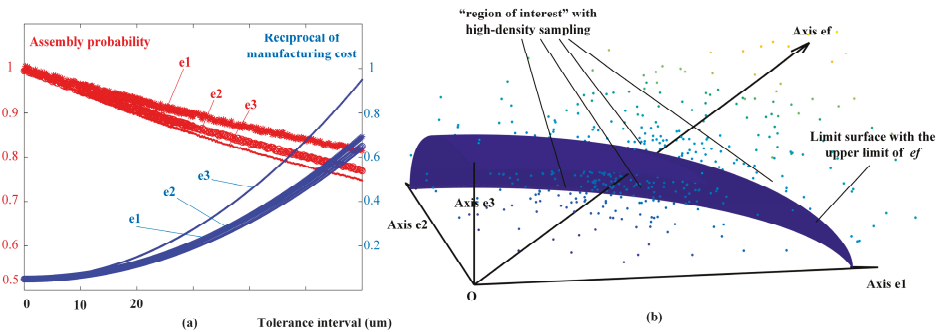 Assembly probability
Reciprocal of
manufacturing cost
e1
e2
e3
e3
e2
e1
1
0.9
0.8
0.7
0.6
0.5
1
0.8
0.6
0.4
0.2
0
10
20
(a)
Tolerance interval (um)
"region of interest" with
high-density sampling
Axis ef
Limit surface with the
upper limit of ef
Axis e3
Axis e2
Axis e1
O
(b)